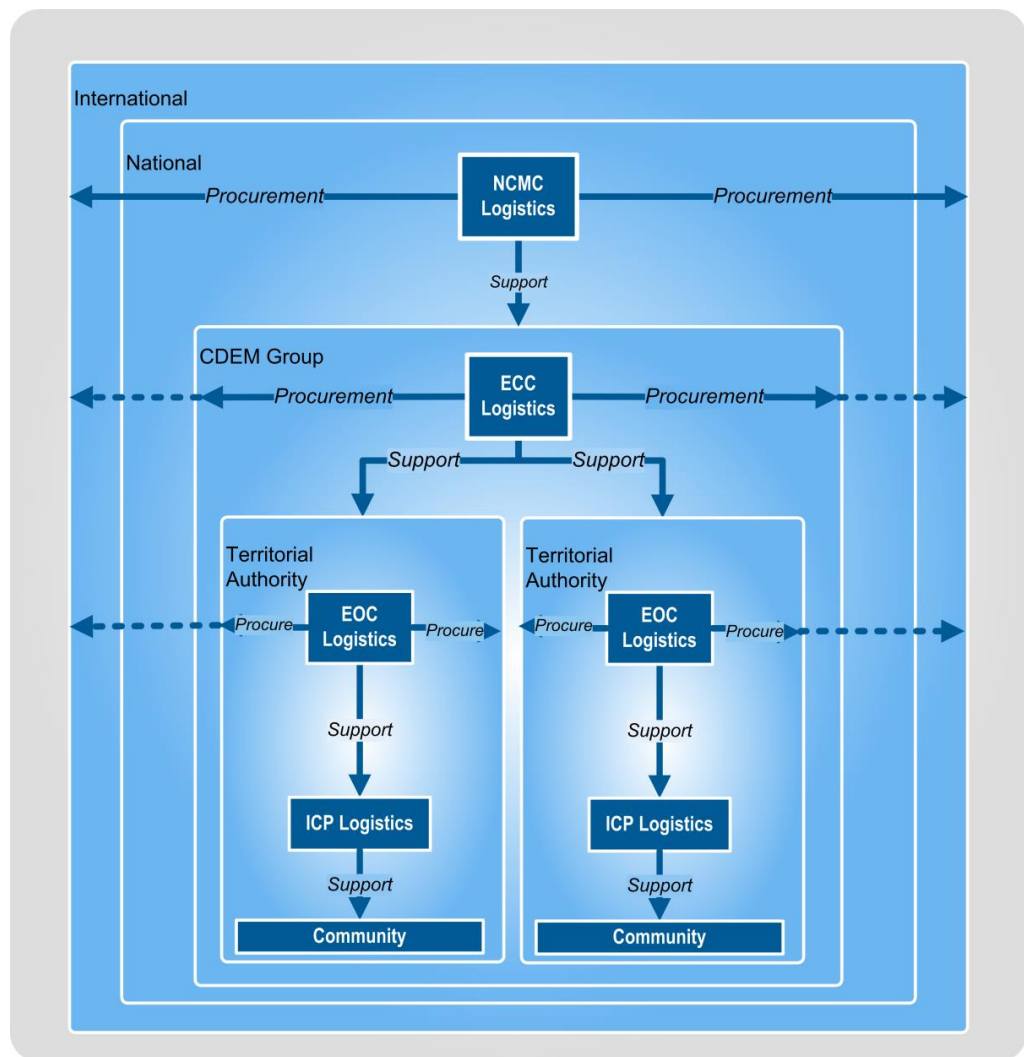 International
National
NCMC
Logistics
Procurement
Procurement
Support
CDEM Group
ECC
Logistics
Procurement
Procurement
Support
Support
Territorial
Authority
Territorial
Authority
EOC
Logistics
Procure
Procure
EOC
Logistics
Procure
Procure
Support
Support
ICP Logistics
ICP Logistics
Support
Support
Community
Community